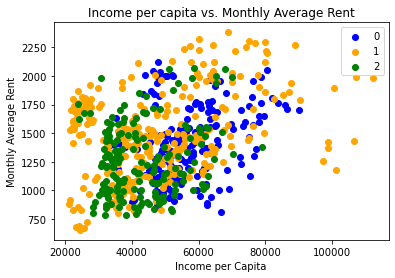 Income per capita vs. Monthly Average Rent
0
1
2
2250
2000
1750
1500
1250
1000
750
Monthly Average Rent
20000 40000 60000 80000 100000
Income per Capita